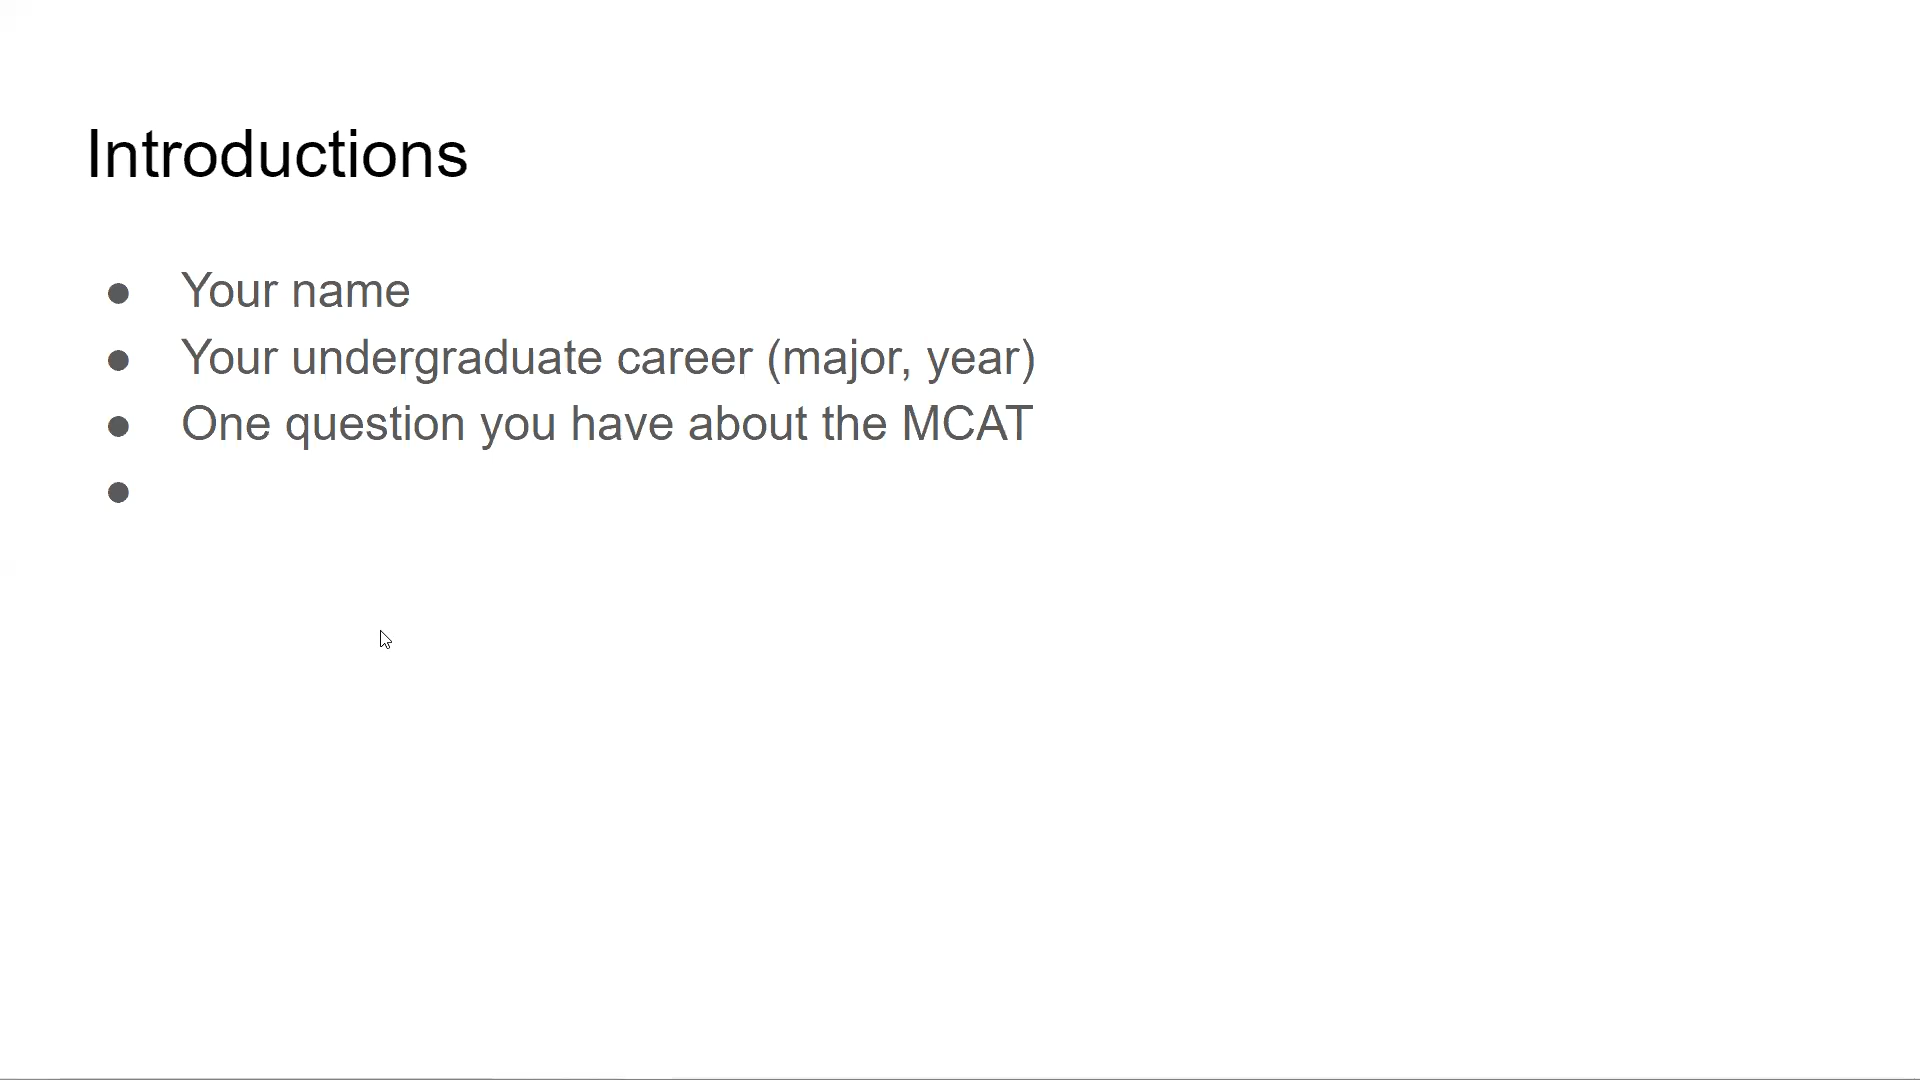 Introductions
● Your name
● Your undergraduate career (major, year)
● One question you have about the MCAT
●